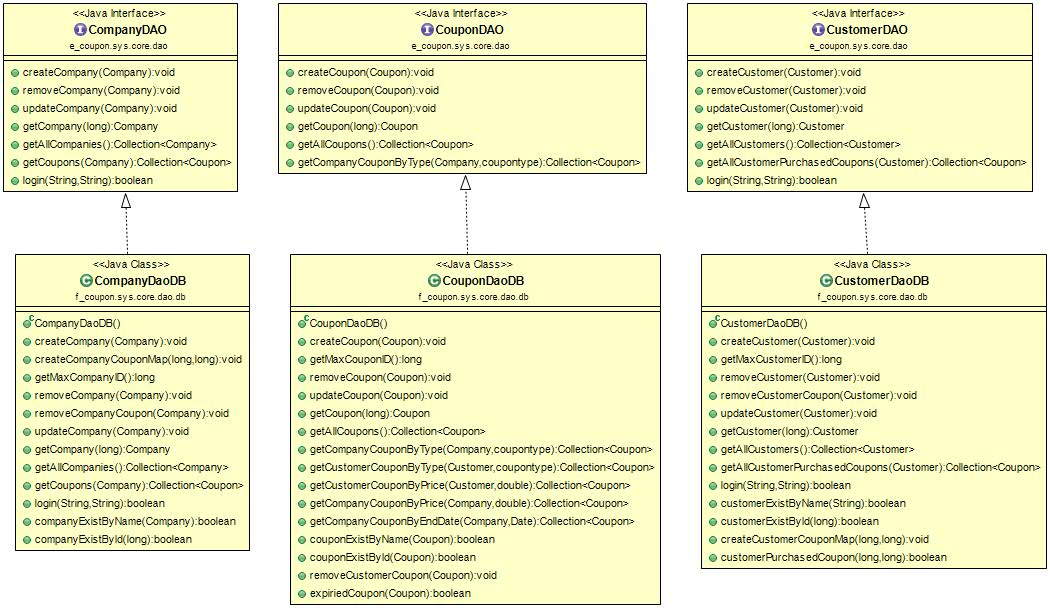 <<Java Interface>>
CompanyDAO
e_coupon.sys.core.dao
createCompany(Company):void
removeCompany(Company):void
updateCompany(Company):void
getCompany(long):Company
getAllCompanies():Collection<Company>
getCoupons(Company):Collection<Coupon>
login(String,String):boolean
<<Java Interface>>
CouponDAO
e_coupon.sys.core.dao
createCoupon(Coupon):void
removeCoupon(Coupon):void
updateCoupon(Coupon):void
getCoupon(long):Coupon
getAllCoupons():Collection<Coupon>
getCompanyCouponByType(Company,coupontype):Collection<Coupon>
<<Java Interface>>
CustomerDAO
e_coupon.sys.core.dao
createCustomer(Customer):void
removeCustomer(Customer):void
updateCustomer(Customer):void
getCustomer(long):Customer
getAllCustomers():Collection<Customer>
getAllCustomerPurchasedCoupons(Customer):Collection<Coupon>
login(String,String):boolean
<<Java Class>>
CompanyDaoDB
f_coupon.sys.core.dao.db
CompanyDaoDB()
createCompany(Company):void
createCompanyCouponMap(long,long):void
getMaxCompanyID():long
removeCompany(Company):void
removeCompanyCoupon(Company):void
updateCompany(Company):void
getCompany(long):Company
getAllCompanies():Collection<Company>
getCoupons(Company):Collection<Coupon>
login(String,String):boolean
companyExistByName(Company):boolean
companyExistById(long):boolean
<<Java Class>>
CouponDaoDB
f_coupon.sys.core.dao.db
CouponDaoDB()
createCoupon(Coupon):void
getMaxCouponID():long
removeCoupon(Coupon):void
updateCoupon(Coupon):void
getCoupon(long):Coupon
getAllCoupons():Collection<Coupon>
getCompanyCouponByType(Company,coupontype):Collection<Coupon>
getCustomerCouponByType(Customer,coupontype):Collection<Coupon>
getCustomerCouponByPrice(Customer,double):Collection<Coupon>
getCompanyCouponByPrice(Company,double):Collection<Coupon>
getCompanyCouponByEndDate(Company,Date):Collection<Coupon>
couponExistByName(Coupon):boolean
couponExistById(Coupon):boolean
removeCustomerCoupon(Coupon):void
expiriedCoupon(Coupon):boolean
<<Java Class>>
CustomerDaoDB
f_coupon.sys.core.dao.db
CustomerDaoDB()
createCustomer(Customer):void
getMaxCustomerID():long
removeCustomer(Customer):void
removeCustomerCoupon(Customer):void
updateCustomer(Customer):void
getCustomer(long):Customer
getAllCustomers():Collection<Customer>
getAllCustomerPurchasedCoupons(Customer):Collection<Coupon>
login(String,String):boolean
customerExistByName(String):boolean
customerExistById(long):boolean
createCustomerCouponMap(long,long):void
customerPurchasedCoupon(long,long):boolean